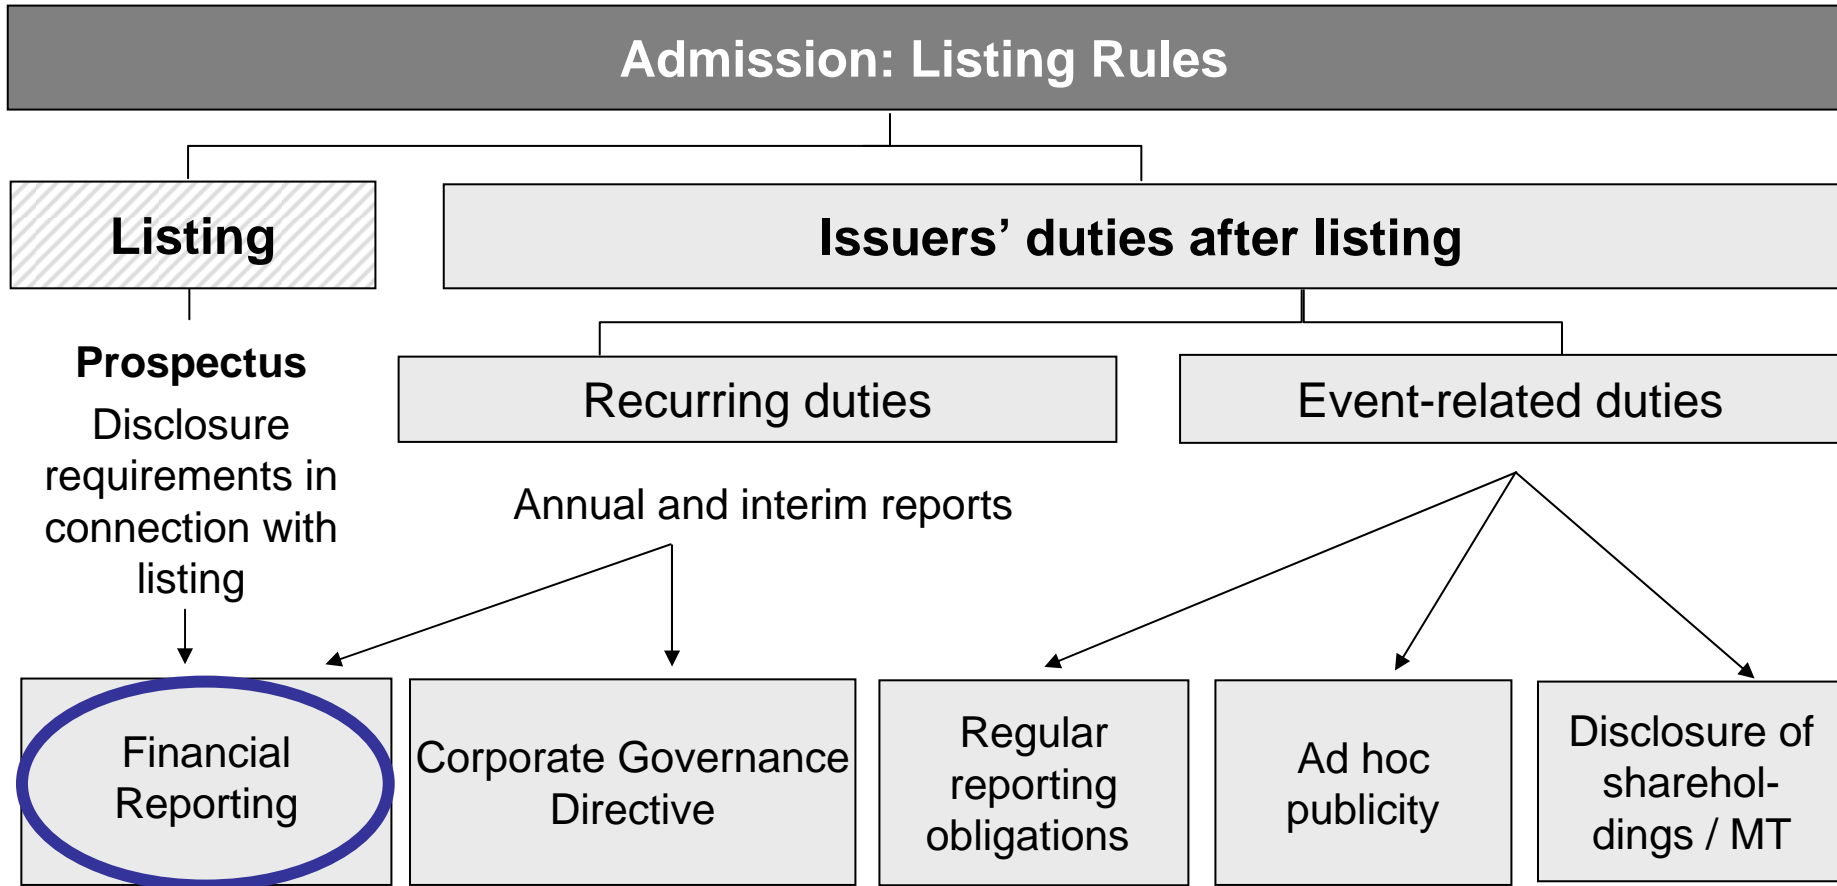 Admission: Listing Rules
Listing
Issuers’ duties after listing
Prospectus
Disclosure
requirements in
connection with
listing
Recurring duties
Event-related duties
Annual and interim reports
Financial
Reporting
Corporate Governance
Directive
Regular
reporting
obligations
Ad hoc
publicity
Disclosure of
sharehol-
dings / MT